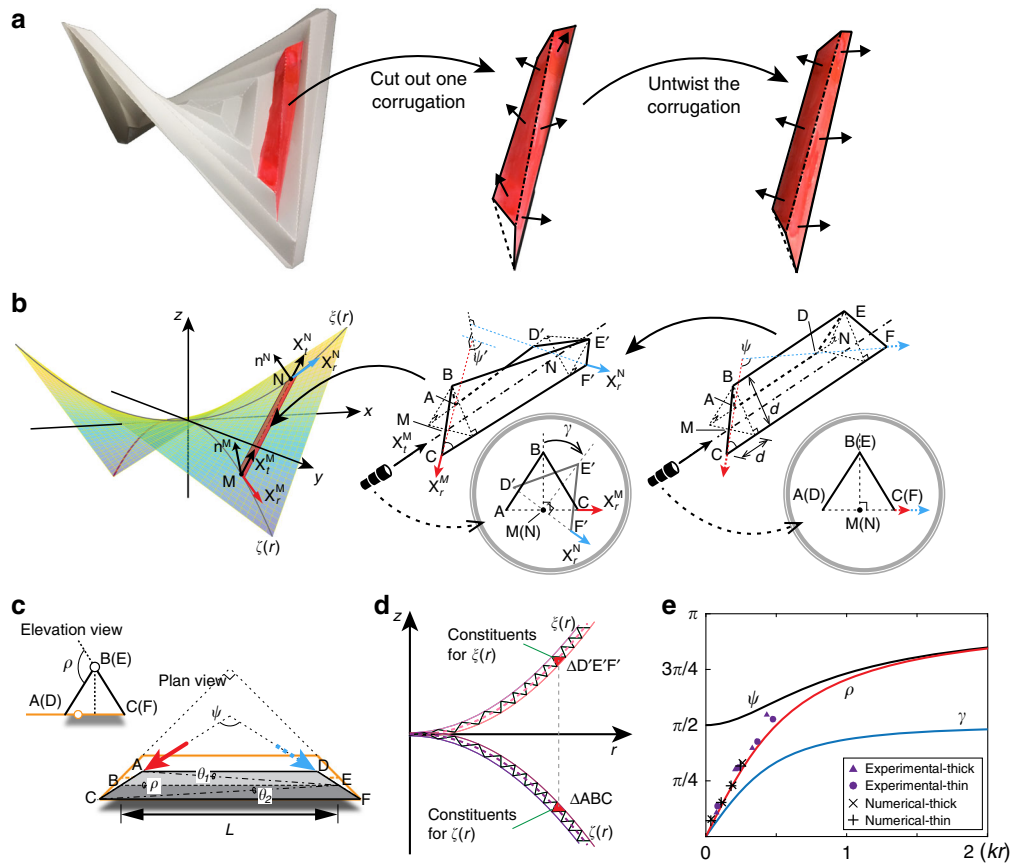 a
Cut out one
corrugation
Untwist the
corrugation
b
z
ξ(r)
n^N
X_t^N
N
X_r^N
x
n^M
X_t^M
M
X_r^M
y
ζ(r)
ψ′
D′
E′
B
N
A
F′
X_r^N
M
X_t^M
C
X_r^M
γ
B
E′
D′
A
C
X_r^M
F′
M(N)
X_r^N
E
D
ψ
N
F
B
A
d
M
C
d
B(E)
A(D)
C(F)
M(N)
c
Elevation view
ρ
B(E)
A(D)
C(F)
Plan view
ψ
A
D
B
θ_1
E
ρ
θ_2
C
F
L
d
z
ξ(r)
Constituents
for ξ(r)
ΔD′E′F′
r
ΔABC
Constituents
for ζ(r)
ζ(r)
e
π
3π/4
π/2
π/4
ψ
ρ
γ
Experimental-thick
Experimental-thin
Numerical-thick
Numerical-thin
0
1
2 (kr)